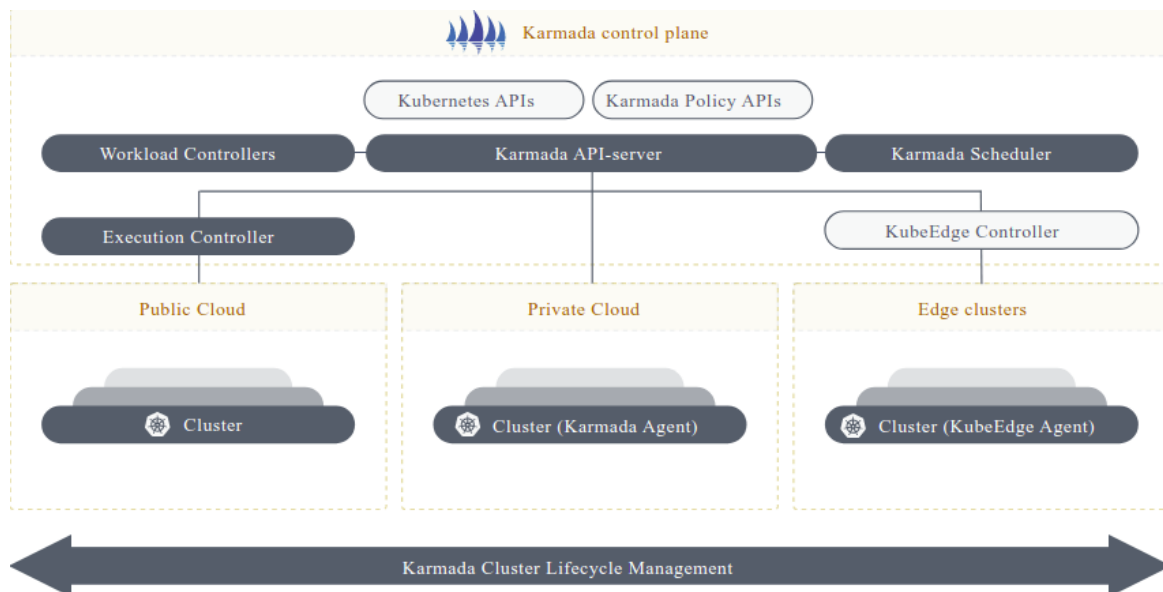 Karmada control plane
Kubernetes APIs
Karmada Policy APIs
Workload Controllers
Karmada API-server
Karmada Scheduler
Execution Controller
KubeEdge Controller
Public Cloud
Private Cloud
Edge clusters
Cluster
Cluster (Karmada Agent)
Cluster (KubeEdge Agent)
Karmada Cluster Lifecycle Management